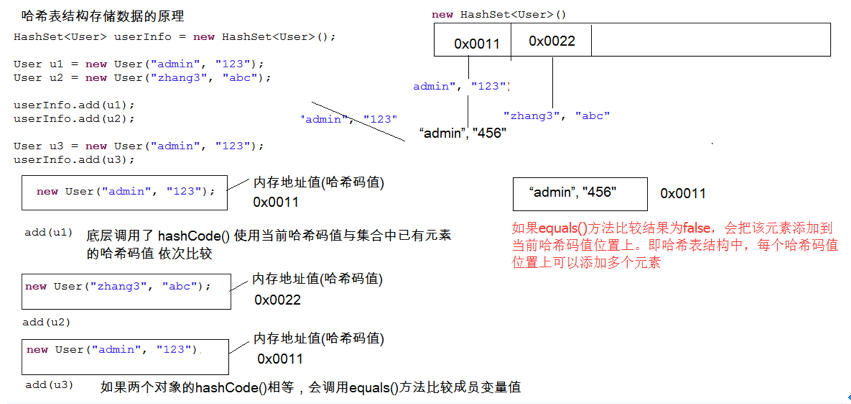 哈希表结构存储数据的原理
HashSet<User> userInfo = new HashSet<User>();
User u1 = new User("admin", "123");
User u2 = new User("zhang3", "abc");
userInfo.add(u1);
userInfo.add(u2);
User u3 = new User("admin", "123");
userInfo.add(u3);
new HashSet<User>()
0x0011
0x0022
admin", "123"
"zhang3", "abc"
"admin", "123"
“admin”, "456"
new User("admin", "123");
内存地址值(哈希码值)
0x0011
add(u1) 底层调用了 hashCode() 使用当前哈希码值与集合中已有元素
的哈希码值 依次比较
new User("zhang3", "abc");
内存地址值(哈希码值)
0x0022
add(u2)
new User("admin", "123")
内存地址值(哈希码值)
0x0011
add(u3) 如果两个对象的hashCode()相等，会调用equals()方法比较成员变量值
“admin”, "456"
0x0011
如果equals()方法比较结果为false，会把该元素添加到
当前哈希码值位置上。即哈希表结构中，每个哈希码值
位置上可以添加多个元素